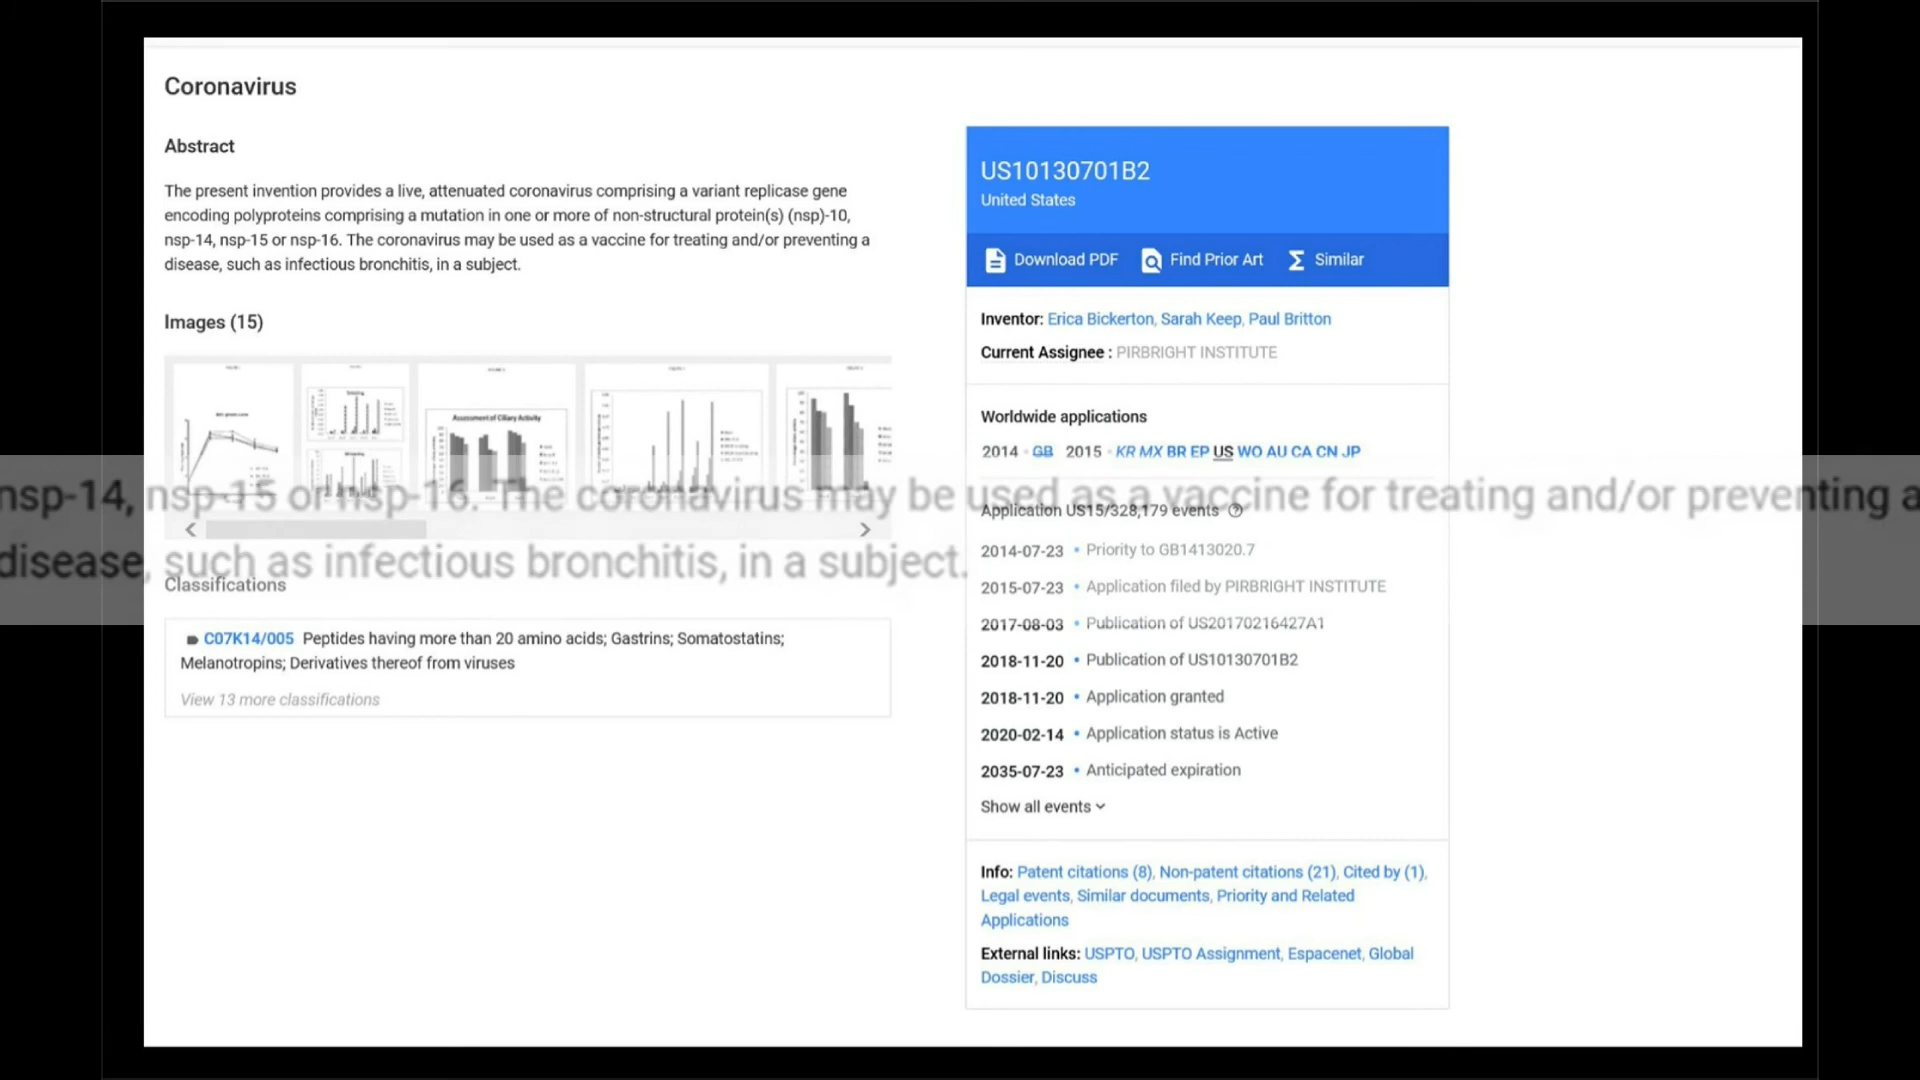 Coronavirus
Abstract
The present invention provides a live, attenuated coronavirus comprising a variant replicase gene
encoding polyproteins comprising a mutation in one or more of non-structural protein(s) (nsp)-10,
nsp-14, nsp-15 or nsp-16. The coronavirus may be used as a vaccine for treating and/or preventing a
disease, such as infectious bronchitis, in a subject.
Images (15)
Assessment of Ciliary Activity
nsp-14, nsp-15 or nsp-16. The coronavirus may be used as a vaccine for treating and/or preventing a
disease, such as infectious bronchitis, in a subject.
Classifications
C07K14/005 Peptides having more than 20 amino acids; Gastrins; Somatostatins;
Melanotropins; Derivatives thereof from viruses
View 13 more classifications
US10130701B2
United States
Download PDF Find Prior Art Similar
Inventor: Erica Bickerton, Sarah Keep, Paul Britton
Current Assignee : PIRBRIGHT INSTITUTE
Worldwide applications
2014 · GB 2015 · KR MX BR EP US WO AU CA CN JP
Application US15/328,179 events
2014-07-23 · Priority to GB1413020.7
2015-07-23 · Application filed by PIRBRIGHT INSTITUTE
2017-08-03 · Publication of US20170216427A1
2018-11-20 · Publication of US10130701B2
2018-11-20 · Application granted
2020-02-14 · Application status is Active
2035-07-23 · Anticipated expiration
Show all events
Info: Patent citations (8), Non-patent citations (21), Cited by (1),
Legal events, Similar documents, Priority and Related
Applications
External links: USPTO, USPTO Assignment, Espacenet, Global
Dossier, Discuss